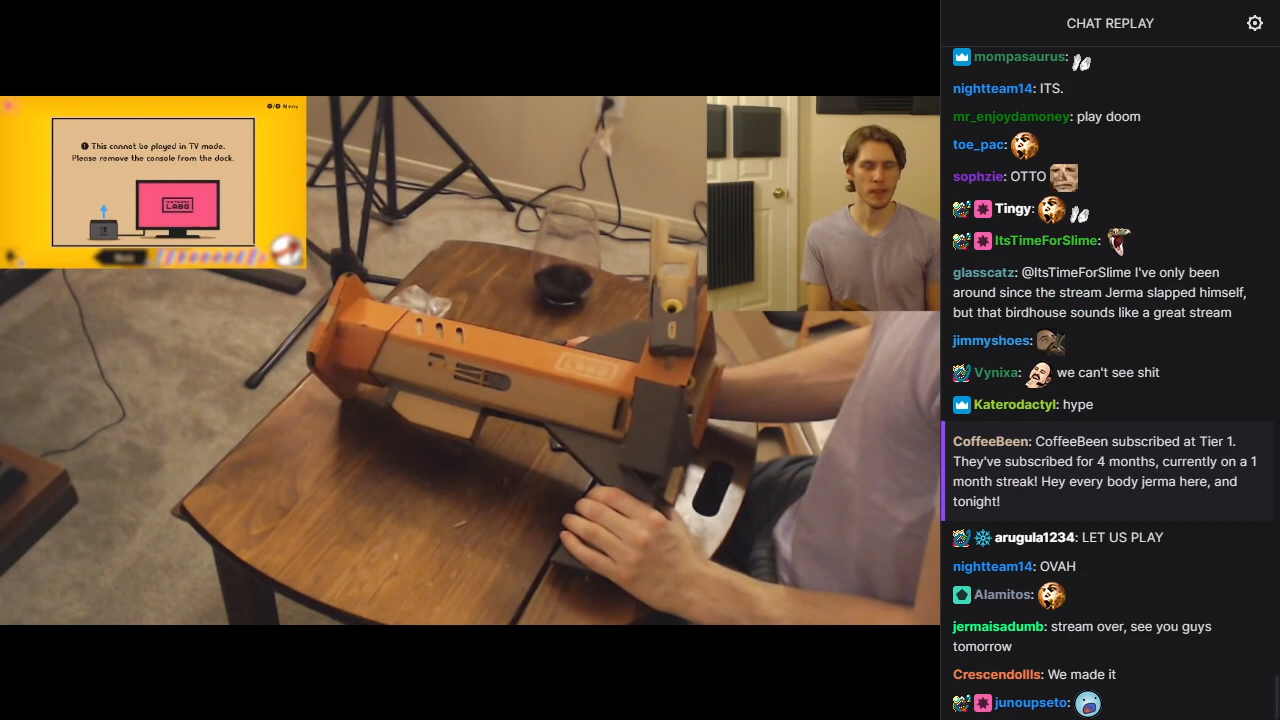 Menu
This cannot be played in TV mode.
Please remove the console from the dock.
LABO
LABO
CHAT REPLAY
mompasaurus:
nightteam14: ITS.
mr_enjoydamoney: play doom
toe_pac:
sophzie: OTTO
Tingy:
ItsTimeForSlime:
glasscatz: @ItsTimeForSlime I've only been
around since the stream Jerma slapped himself,
but that birdhouse sounds like a great stream
jimmyshoes:
Vynixa: we can't see shit
Katerodactyl: hype
CoffeeBeen: CoffeeBeen subscribed at Tier 1.
They've subscribed for 4 months, currently on a 1
month streak! Hey every body jerma here, and
tonight!
arugula1234: LET US PLAY
nightteam14: OVAH
Alamitos:
jermaisadumb: stream over, see you guys
tomorrow
Crescendollls: We made it
junoupseto: